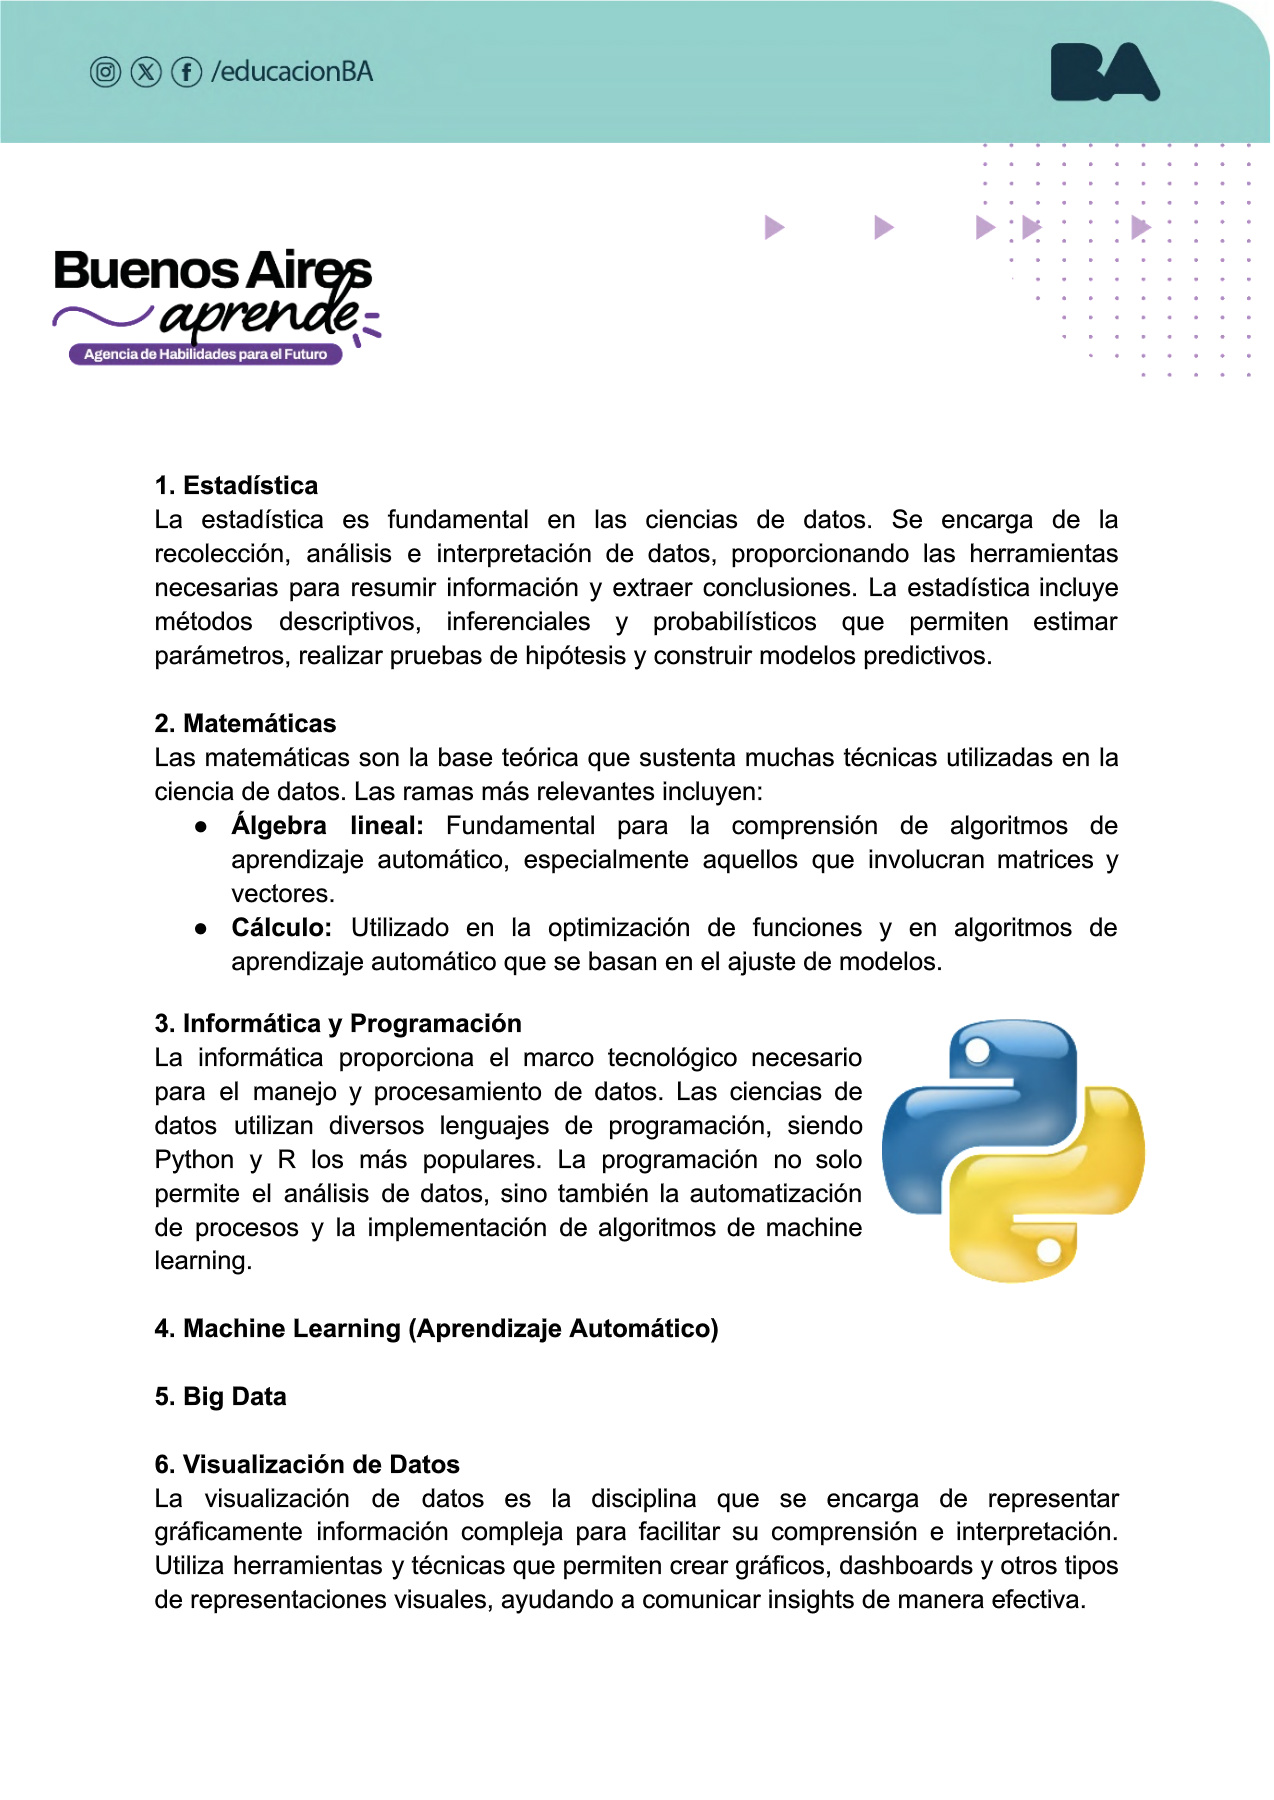 /educacionBA
BA
Buenos Aires
aprende
Agencia de Habilidades para el Futuro
1. Estadística
La estadística es fundamental en las ciencias de datos. Se encarga de la
recolección, análisis e interpretación de datos, proporcionando las herramientas
necesarias para resumir información y extraer conclusiones. La estadística incluye
métodos descriptivos, inferenciales y probabilísticos que permiten estimar
parámetros, realizar pruebas de hipótesis y construir modelos predictivos.
2. Matemáticas
Las matemáticas son la base teórica que sustenta muchas técnicas utilizadas en la
ciencia de datos. Las ramas más relevantes incluyen:
● Álgebra lineal: Fundamental para la comprensión de algoritmos de
aprendizaje automático, especialmente aquellos que involucran matrices y
vectores.
● Cálculo: Utilizado en la optimización de funciones y en algoritmos de
aprendizaje automático que se basan en el ajuste de modelos.
3. Informática y Programación
La informática proporciona el marco tecnológico necesario
para el manejo y procesamiento de datos. Las ciencias de
datos utilizan diversos lenguajes de programación, siendo
Python y R los más populares. La programación no solo
permite el análisis de datos, sino también la automatización
de procesos y la implementación de algoritmos de machine
learning.
4. Machine Learning (Aprendizaje Automático)
5. Big Data
6. Visualización de Datos
La visualización de datos es la disciplina que se encarga de representar
gráficamente información compleja para facilitar su comprensión e interpretación.
Utiliza herramientas y técnicas que permiten crear gráficos, dashboards y otros tipos
de representaciones visuales, ayudando a comunicar insights de manera efectiva.